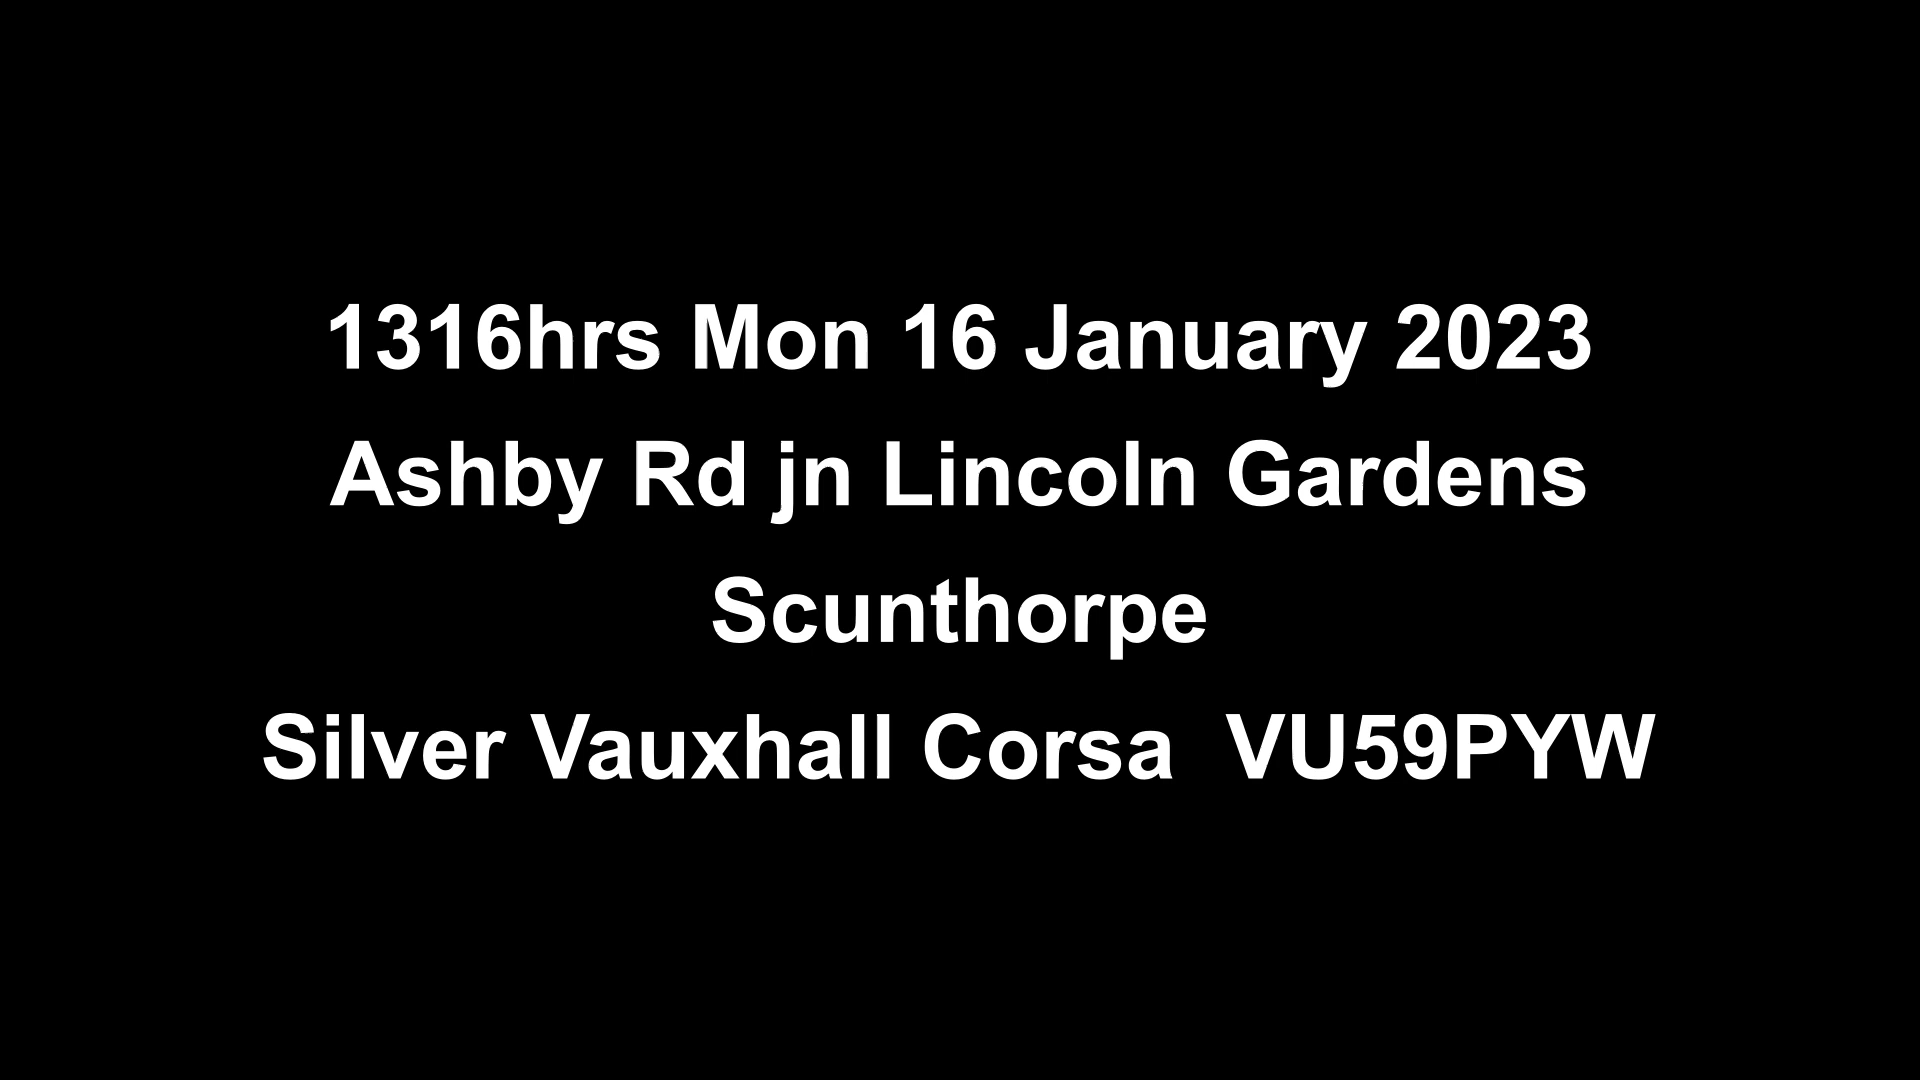 1316hrs Mon 16 January 2023
Ashby Rd jn Lincoln Gardens
Scunthorpe
Silver Vauxhall Corsa  VU59PYW